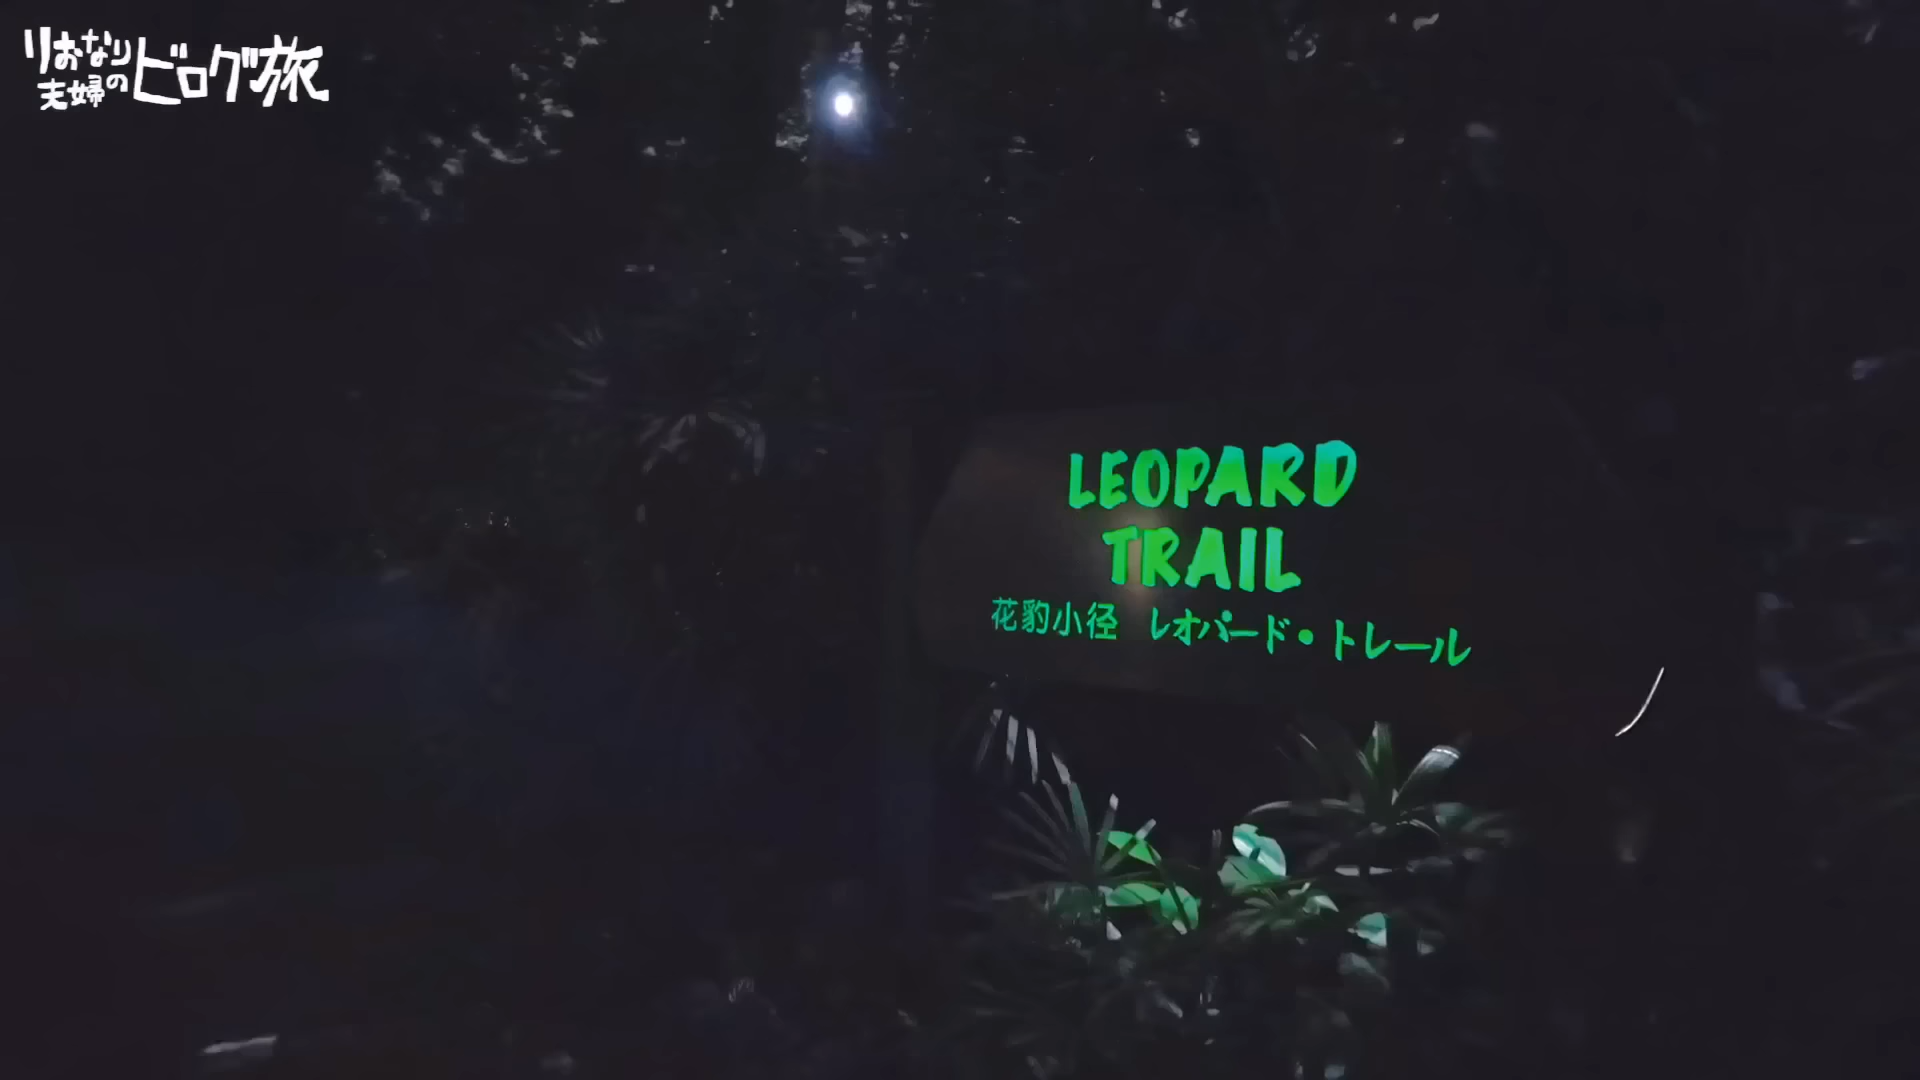 りおなり
夫婦の
ビログ旅
LEOPARD
TRAIL
花豹小径 レオパード・トレール